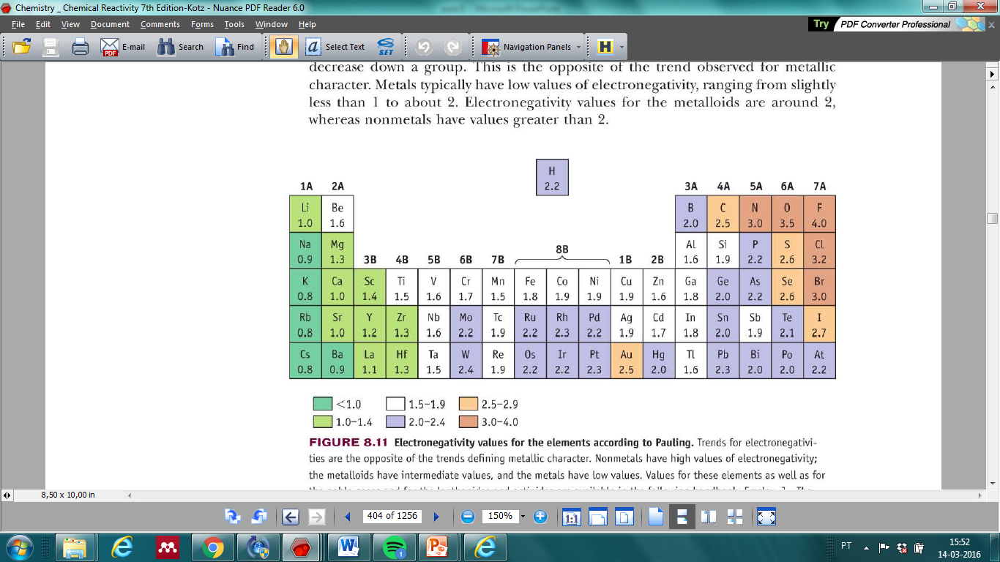 Chemistry _ Chemical Reactivity 7th Edition-Kotz - Nuance PDF Reader 6.0
File Edit View Document Comments Forms Tools Window Help
Try PDF Converter Professional
PDF E-mail Search Find a Select Text SET Navigation Panels H
decrease down a group. This is the opposite of the trend observed for metallic
character. Metals typically have low values of electronegativity, ranging from slightly
less than 1 to about 2. Electronegativity values for the metalloids are around 2,
whereas nonmetals have values greater than 2.
H
2.2
1A 2A 3A 4A 5A 6A 7A
Li Be B C N O F
1.0 1.6 2.0 2.5 3.0 3.5 4.0
Na Mg Al Si P S Cl
0.9 1.3 1.6 1.9 2.2 2.6 3.2
3B 4B 5B 6B 7B 8B 1B 2B
K Ca Sc Ti V Cr Mn Fe Co Ni Cu Zn Ga Ge As Se Br
0.8 1.0 1.4 1.5 1.6 1.7 1.5 1.8 1.9 1.9 1.9 1.6 1.8 2.0 2.2 2.6 3.0
Rb Sr Y Zr Nb Mo Tc Ru Rh Pd Ag Cd In Sn Sb Te I
0.8 1.0 1.2 1.3 1.6 2.2 1.9 2.2 2.3 2.2 1.9 1.7 1.8 2.0 1.9 2.1 2.7
Cs Ba La Hf Ta W Re Os Ir Pt Au Hg Tl Pb Bi Po At
0.8 0.9 1.1 1.3 1.5 2.4 1.9 2.2 2.2 2.3 2.5 2.0 1.6 2.3 2.0 2.0 2.2
<1.0 1.5–1.9 2.5–2.9
1.0–1.4 2.0–2.4 3.0–4.0
FIGURE 8.11 Electronegativity values for the elements according to Pauling. Trends for electronegativi-
ties are the opposite of the trends defining metallic character. Nonmetals have high values of electronegativity;
the metalloids have intermediate values, and the metals have low values. Values for these elements as well as for
8,50 x 10,00 in
404 of 1256 150% 1:1
W 1 P PT 15:52
14-03-2016